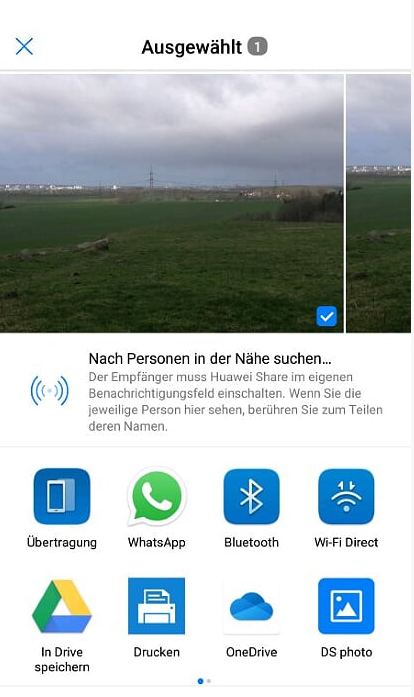 Ausgewählt 1
Nach Personen in der Nähe suchen...
Der Empfänger muss Huawei Share im eigenen
Benachrichtigungsfeld einschalten. Wenn Sie die
jeweilige Person hier sehen, berühren Sie zum Teilen
deren Namen.
Übertragung WhatsApp Bluetooth Wi-Fi Direct
In Drive Drucken OneDrive DS photo
speichern